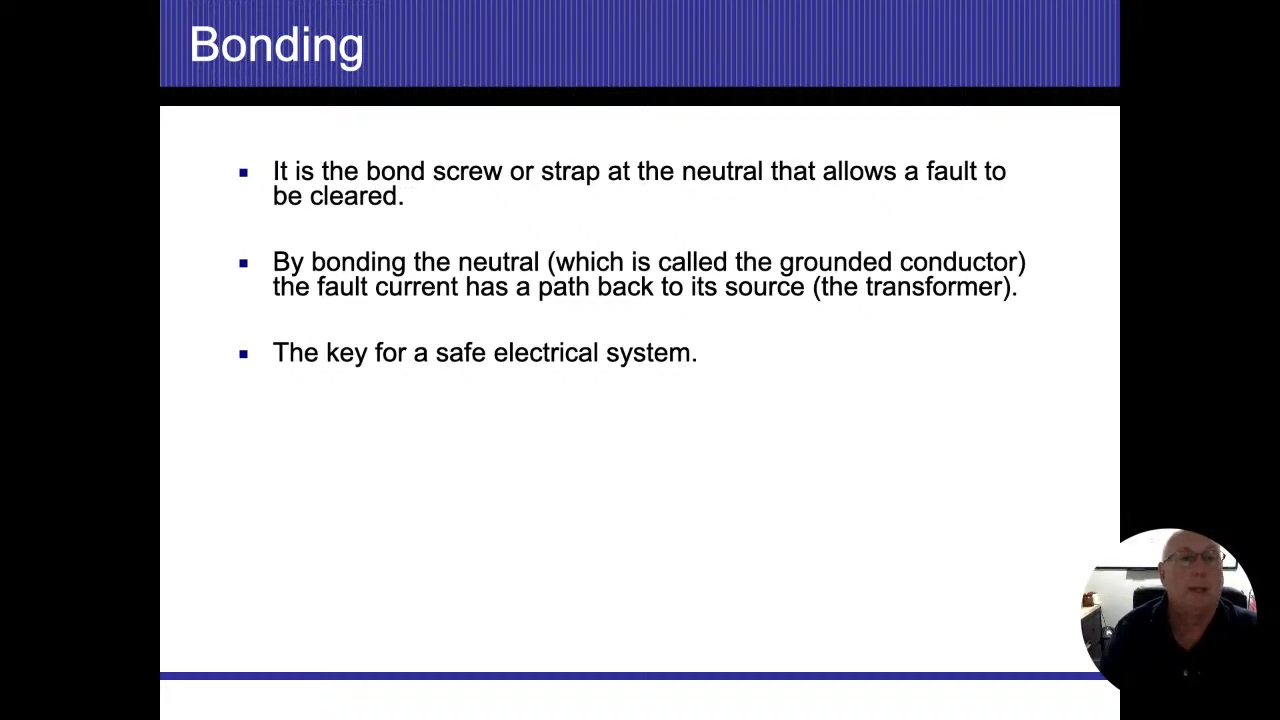 Bonding
It is the bond screw or strap at the neutral that allows a fault to
be cleared.
By bonding the neutral (which is called the grounded conductor)
the fault current has a path back to its source (the transformer).
The key for a safe electrical system.